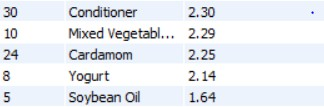 30 Conditioner 2.30
10 Mixed Vegetabl... 2.29
24 Cardamom 2.25
8 Yogurt 2.14
5 Soybean Oil 1.64